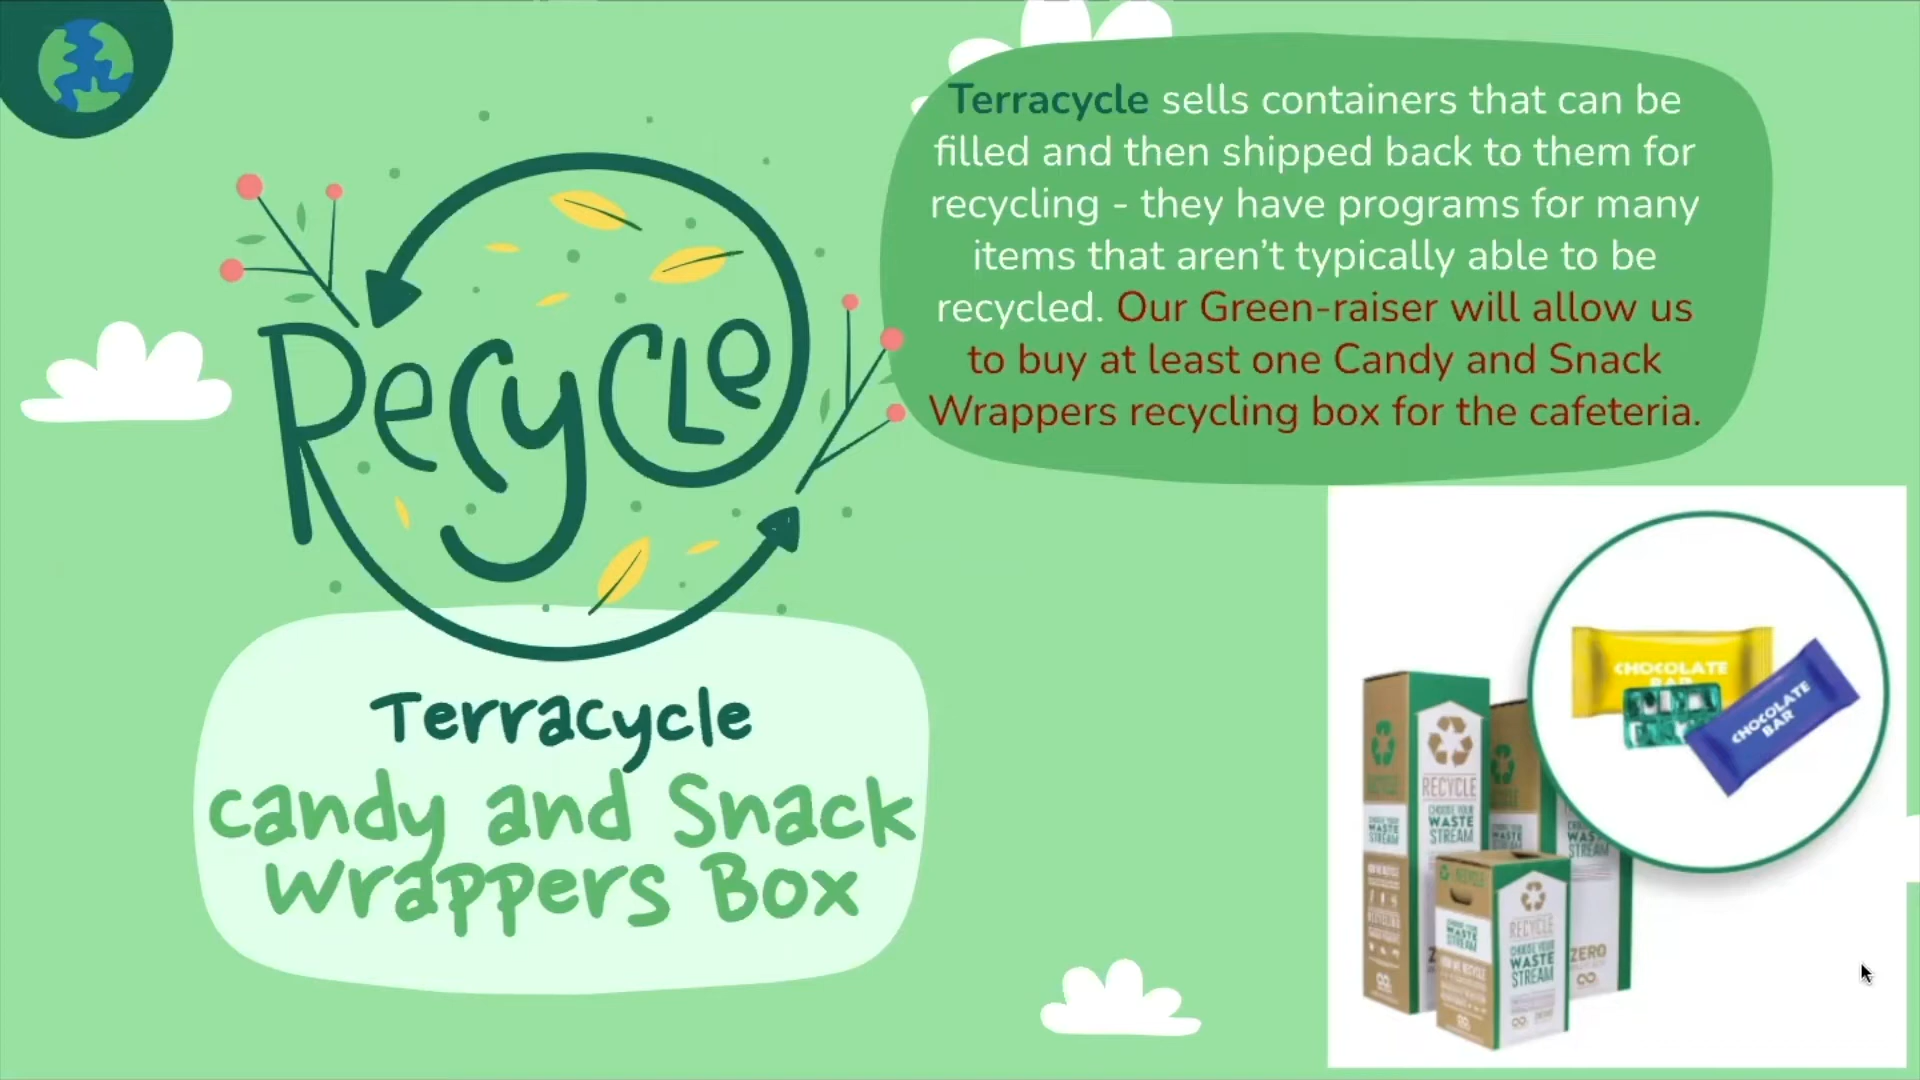 Terracycle sells containers that can be
filled and then shipped back to them for
recycling - they have programs for many
items that aren't typically able to be
recycled. Our Green-raiser will allow us
to buy at least one Candy and Snack
Wrappers recycling box for the cafeteria.
Recycle
Terracycle
Candy and Snack
Wrappers Box
CHOCOLATE
BAR
CHOCOLATE
BAR
RECYCLE
CHOOSE YOUR
WASTE
STREAM
RECYCLE
CHOOSE YOUR
WASTE
STREAM
ZERO